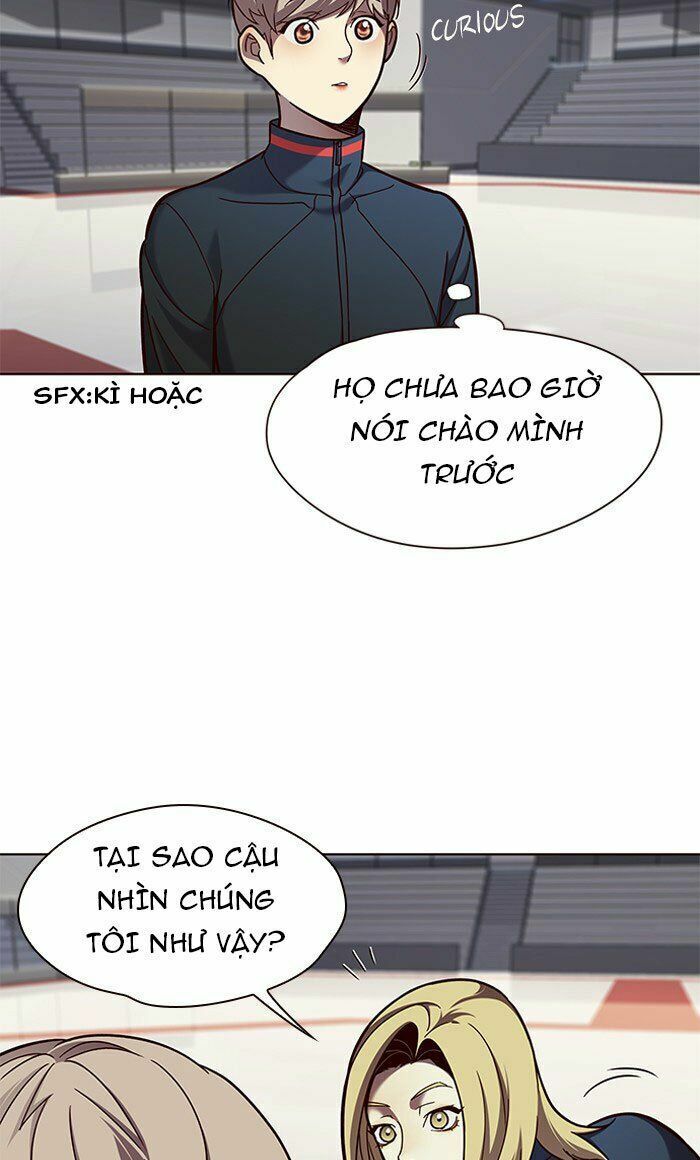 CURIOUS
SFX:KÌ HOẶC
HỌ CHƯA BAO GIỜ
NÓI CHÀO MÌNH
TRƯỚC
TẠI SAO CẬU
NHÌN CHÚNG
TÔI NHƯ VẬY?